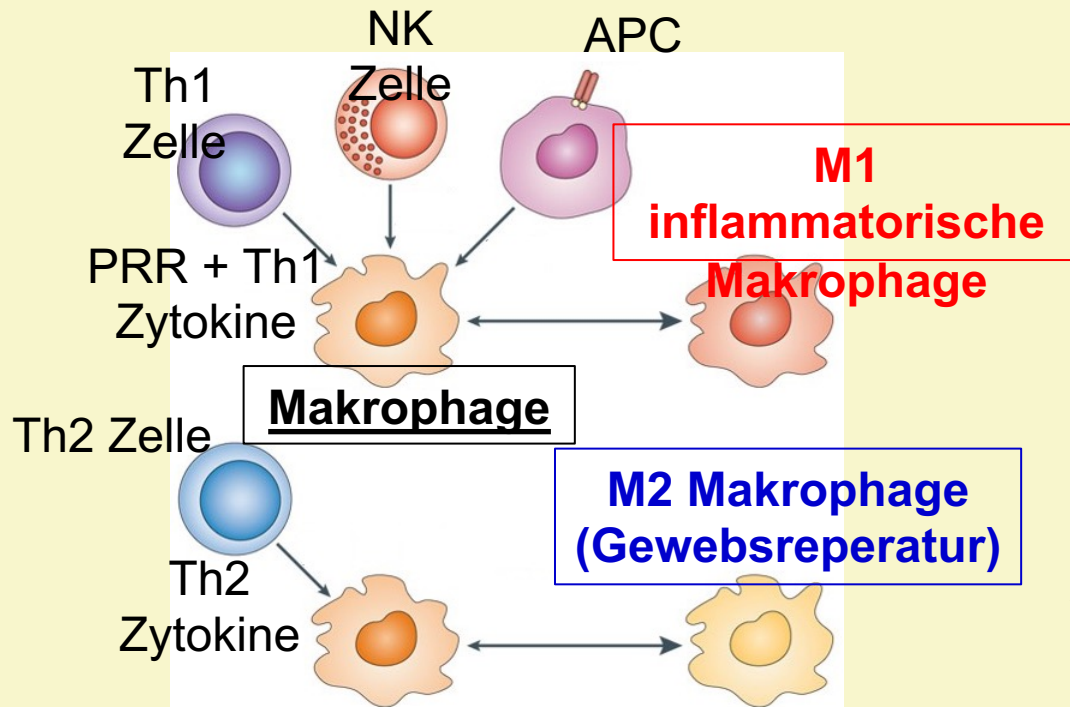 NK
Zelle
APC
Th1
Zelle
M1
inflammatorische
Makrophage
PRR + Th1
Zytokine
Makrophage
Th2 Zelle
M2 Makrophage
(Gewebsreperatur)
Th2
Zytokine